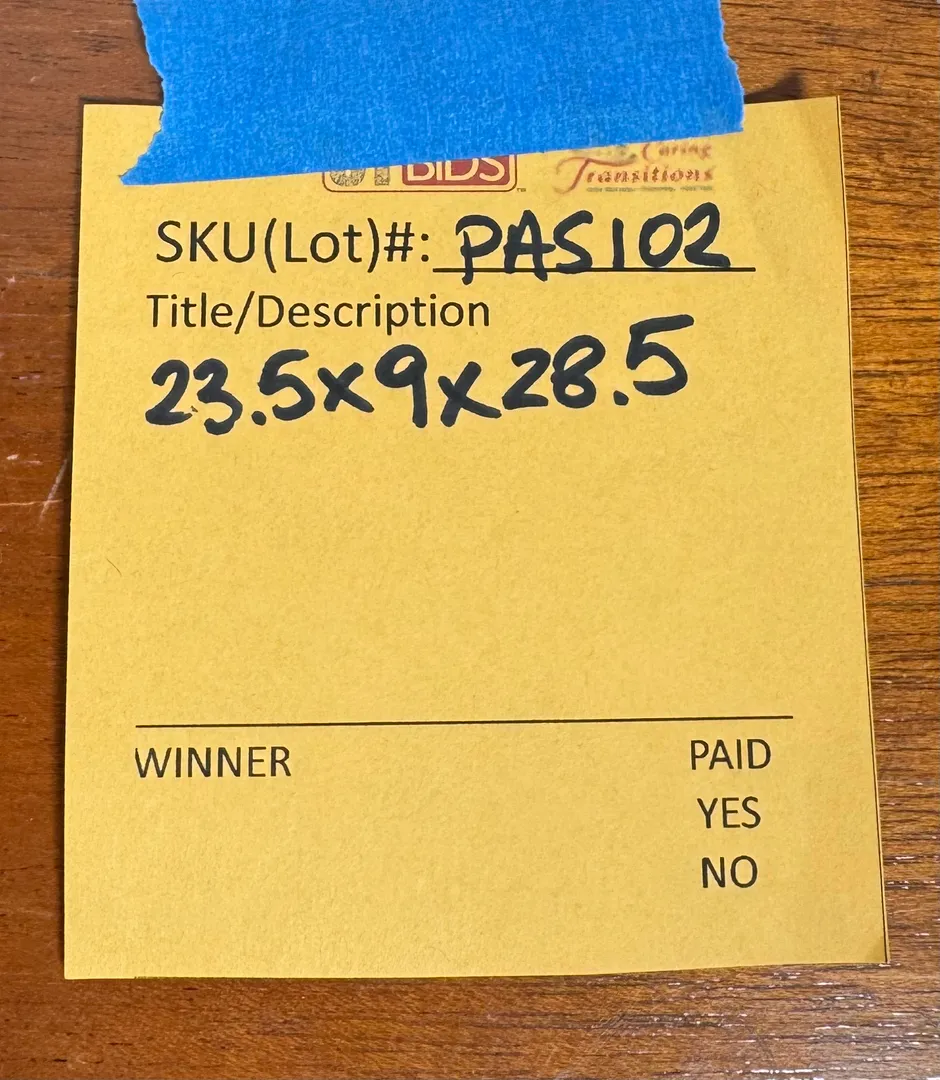 BIDS
Caring
Transitions
SKU(Lot)#: PAS102
Title/Description
23.5x9x28.5
WINNER PAID
YES
NO